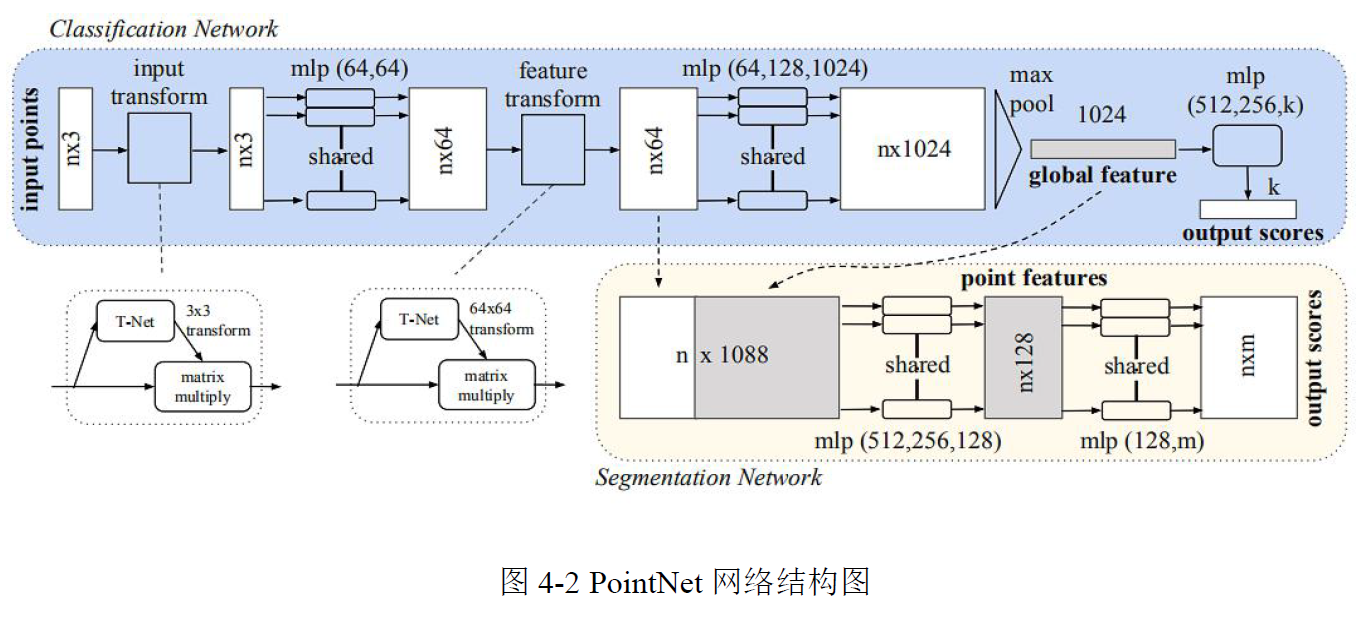 Classification Network
input points
nx3
input
transform
nx3
mlp (64,64)
shared
nx64
feature
transform
nx64
mlp (64,128,1024)
shared
nx1024
max
pool
1024
global feature
mlp
(512,256,k)
k
output scores
T-Net
3x3
transform
matrix
multiply
T-Net
64x64
transform
matrix
multiply
point features
n x 1088
shared
mlp (512,256,128)
nx128
shared
mlp (128,m)
nxm
output scores
Segmentation Network
图 4-2 PointNet 网络结构图